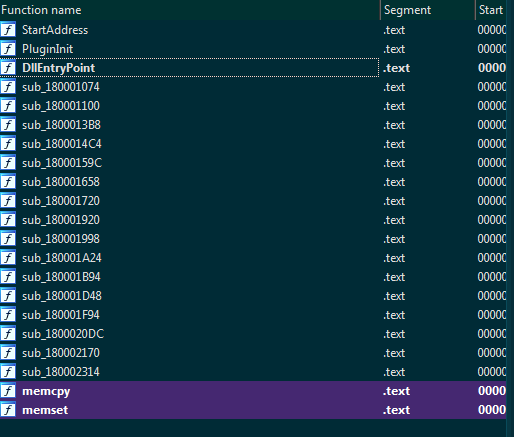 Function name Segment Start
f StartAddress .text 00000
f PluginInit .text 00000
f DllEntryPoint .text 0000
f sub_180001074 .text 00000
f sub_180001100 .text 00000
f sub_1800013B8 .text 00000
f sub_1800014C4 .text 00000
f sub_18000159C .text 00000
f sub_180001658 .text 00000
f sub_180001720 .text 00000
f sub_180001920 .text 00000
f sub_180001998 .text 00000
f sub_180001A24 .text 00000
f sub_180001B94 .text 00000
f sub_180001D48 .text 00000
f sub_180001F94 .text 00000
f sub_1800020DC .text 00000
f sub_180002170 .text 00000
f sub_180002314 .text 00000
f memcpy .text 0000
f memset .text 0000